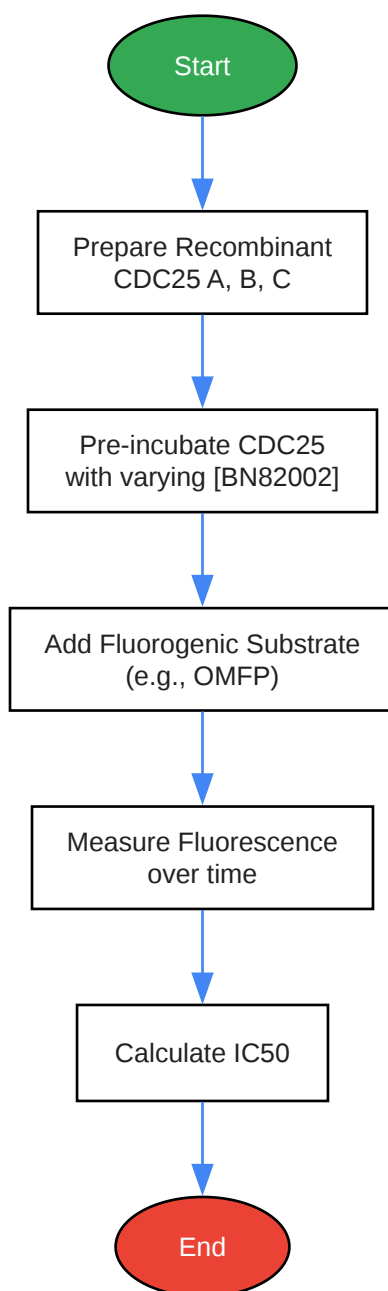 Start
Prepare Recombinant
CDC25 A, B, C
Pre-incubate CDC25
with varying [BN82002]
Add Fluorogenic Substrate
(e.g., OMFP)
Measure Fluorescence
over time
Calculate IC50
End